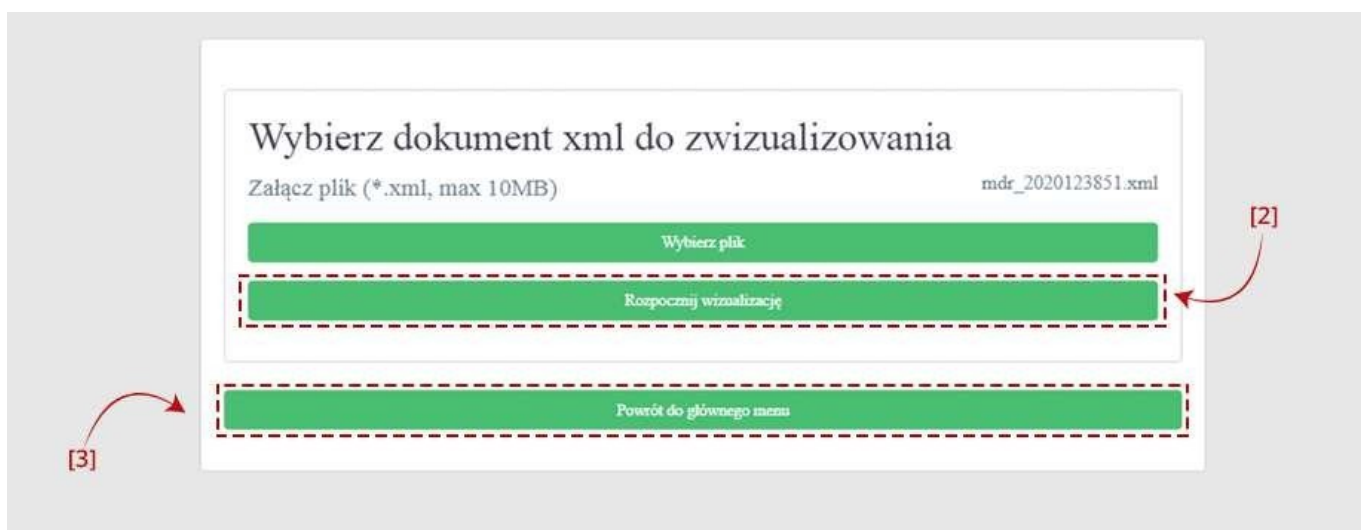 Wybierz dokument xml do zwizualizowania
Załącz plik (*.xml, max 10MB)
mdr_2020123851.xml
Wybierz plik
[2]
Rozpocznij wizualizację
Powrót do głównego menu
[3]